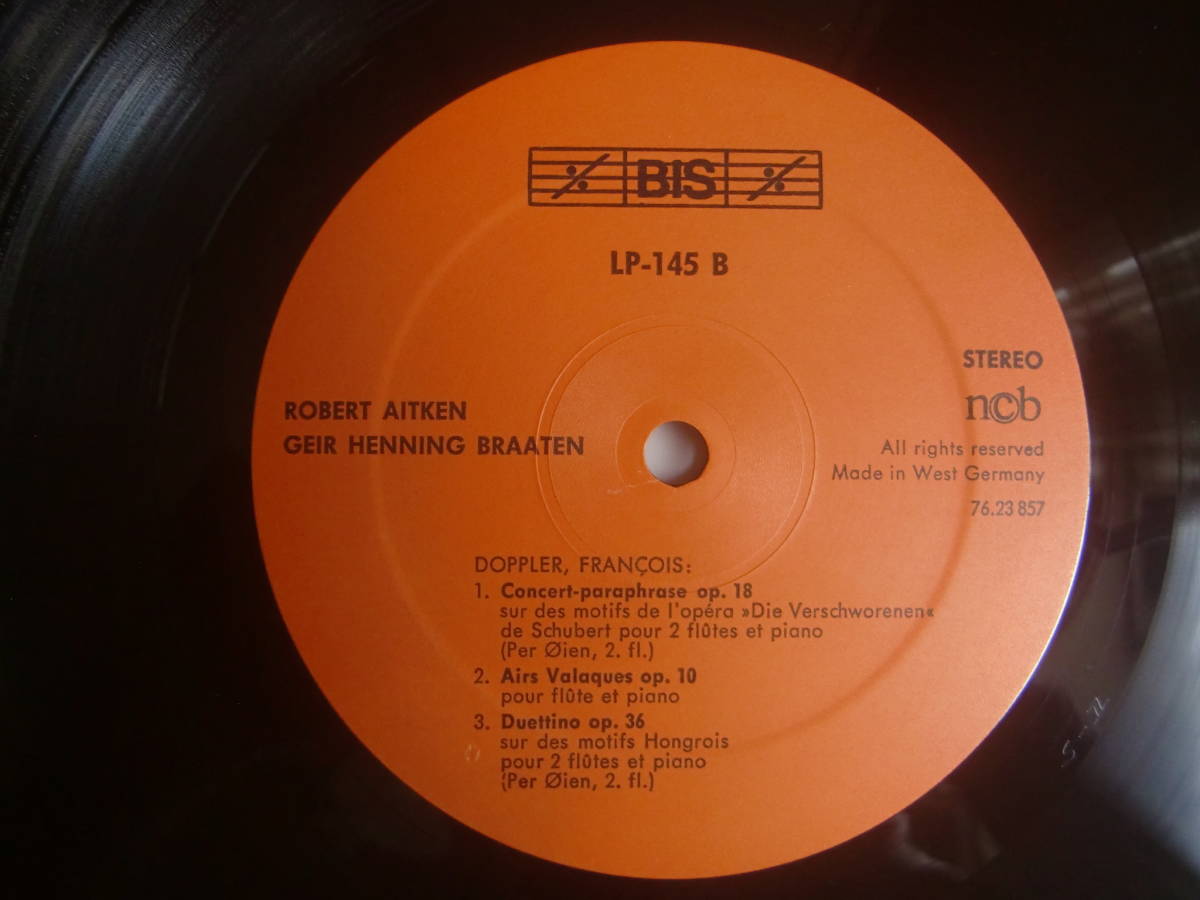 BIS
LP-145 B
STEREO
ncb
ROBERT AITKEN
GEIR HENNING BRAATEN
All rights reserved
Made in West Germany
76.23 857
DOPPLER, FRANÇOIS:
1. Concert-paraphrase op. 18
sur des motifs de l'opéra »Die Verschworenen«
de Schubert pour 2 flûtes et piano
(Per Øien, 2. fl.)
2. Airs Valaques op. 10
pour flûte et piano
3. Duettino op. 36
sur des motifs Hongrois
pour 2 flûtes et piano
(Per Øien, 2. fl.)